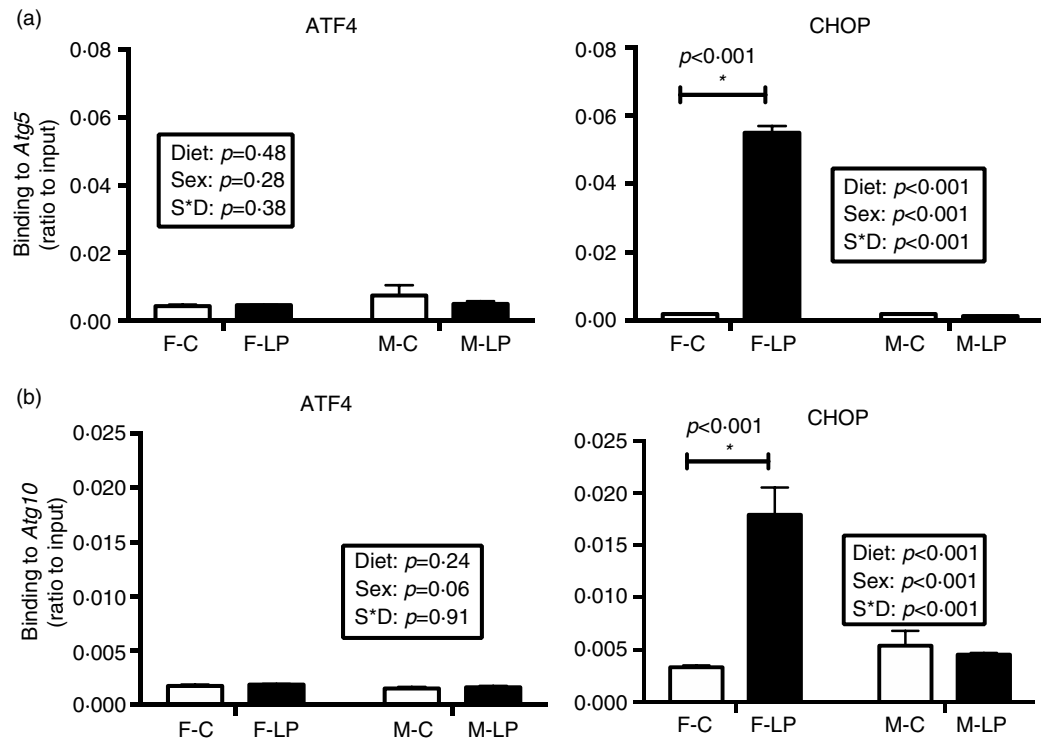 (a)
ATF4
Binding to Atg5
(ratio to input)
0·08
0·06
0·04
0·02
0·00
Diet: p=0·48
Sex: p=0·28
S*D: p=0·38
F-C F-LP M-C M-LP
CHOP
0·08
0·06
0·04
0·02
0·00
p<0·001
*
Diet: p<0·001
Sex: p<0·001
S*D: p<0·001
F-C F-LP M-C M-LP
(b)
ATF4
Binding to Atg10
(ratio to input)
0·025
0·020
0·015
0·010
0·005
0·000
Diet: p=0·24
Sex: p=0·06
S*D: p=0·91
F-C F-LP M-C M-LP
CHOP
0·025
0·020
0·015
0·010
0·005
0·000
p<0·001
*
Diet: p<0·001
Sex: p<0·001
S*D: p<0·001
F-C F-LP M-C M-LP